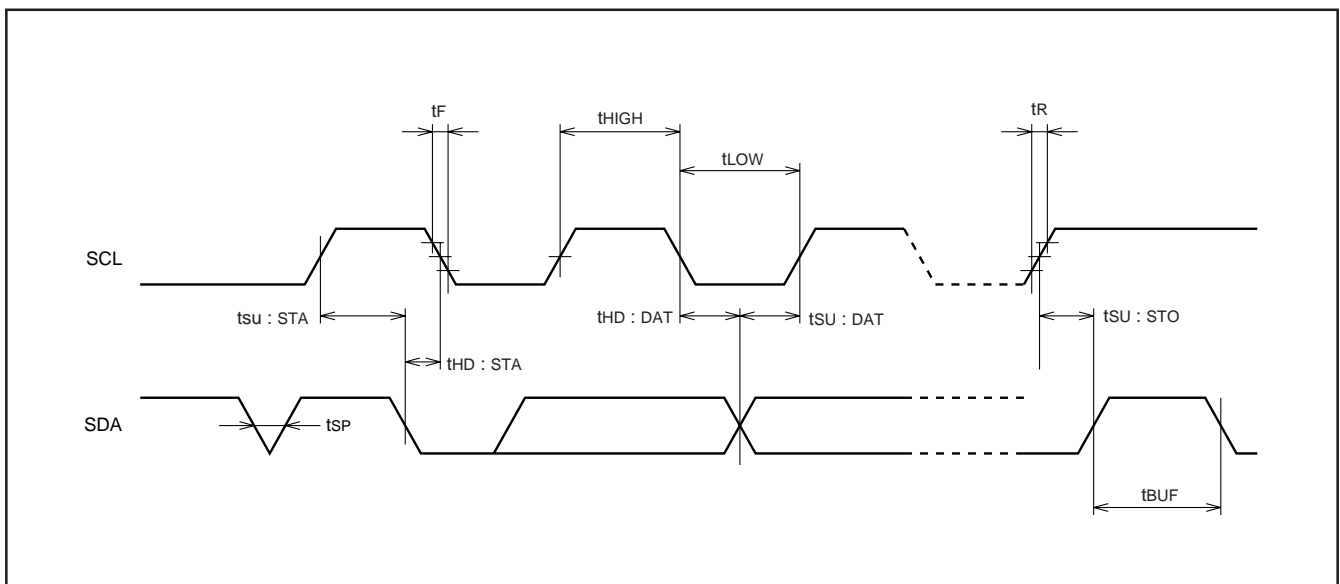 tF
tHIGH
tR
tLOW
SCL
tsu : STA
tHD : DAT
tSU : DAT
tSU : STO
tHD : STA
SDA
tSP
tBUF